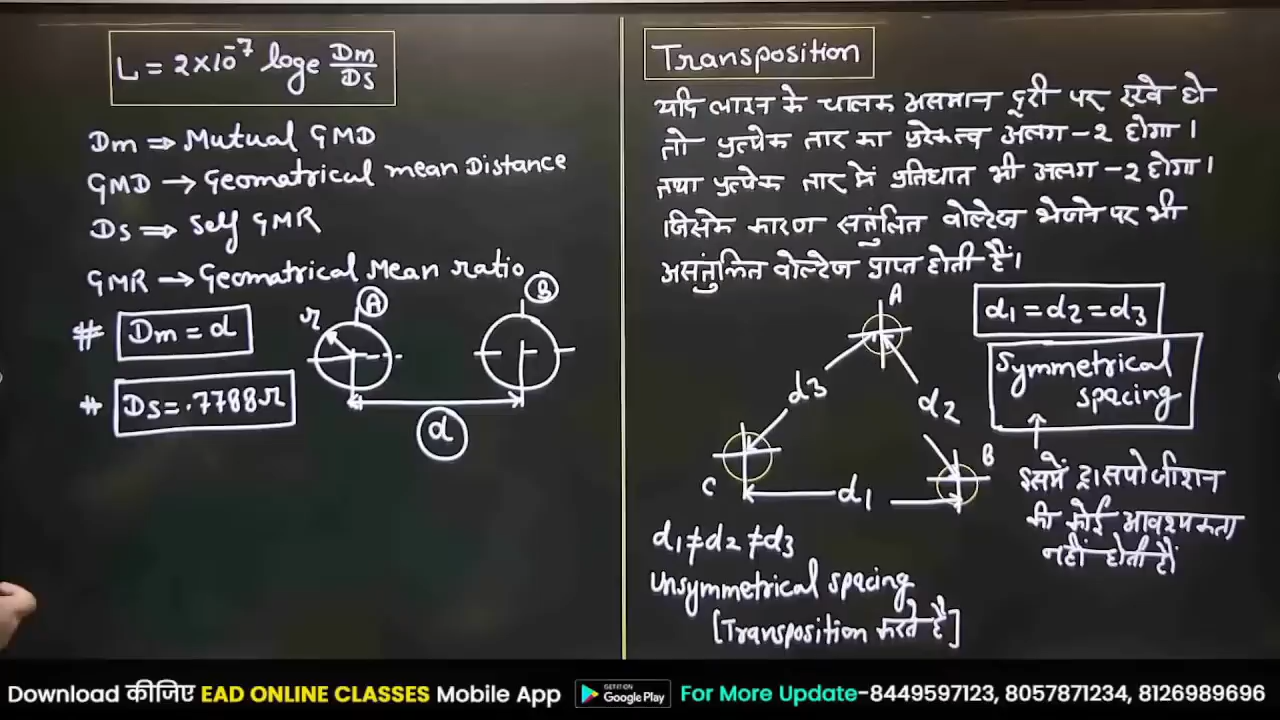 L = 2×10⁻⁷ loge Dm/Ds
Dm ⇒ Mutual GMD
GMD → Geomatrical mean Distance
Ds ⇒ Self GMR
GMR → Geomatrical Mean ratio
# Dm = d
r
A
B
# Ds = .7788r
d
Transposition
यदि लाइन के चालक असमान दूरी पर रखे हो
तो प्रत्येक तार का प्रेरकत्व अलग-2 होगा।
तथा प्रत्येक तार में प्रतिघात भी अलग-2 होगा।
जिसके कारण सतुंलित वोल्टेज भेजने पर भी
असंतुलित वोल्टेज प्राप्त होती हैं।
A
d1 = d2 = d3
Symmetrical
spacing
d3
d2
B
C
d1
इसमें ट्रासपोजीशन
की कोई आवश्यकता
नहीं होती हैं
d1 ≠ d2 ≠ d3
Unsymmetrical spacing
[Transposition करते है]
Download कीजिए EAD ONLINE CLASSES Mobile App
GET IT ON
Google Play
For More Update-8449597123, 8057871234, 8126989696